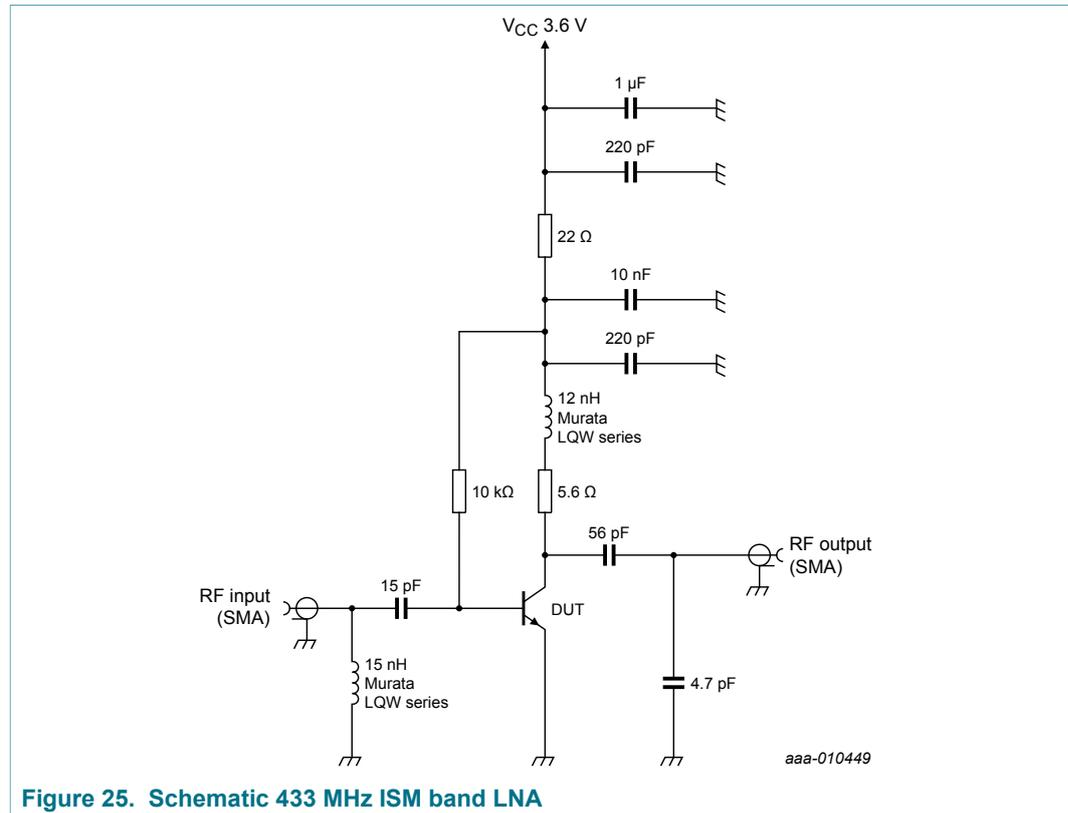 VCC 3.6 V
1 µF
220 pF
22 Ω
10 nF
220 pF
12 nH
Murata
LQW series
10 kΩ
5.6 Ω
56 pF
RF output
(SMA)
RF input
(SMA)
15 pF
DUT
15 nH
Murata
LQW series
4.7 pF
aaa-010449
Figure 25. Schematic 433 MHz ISM band LNA